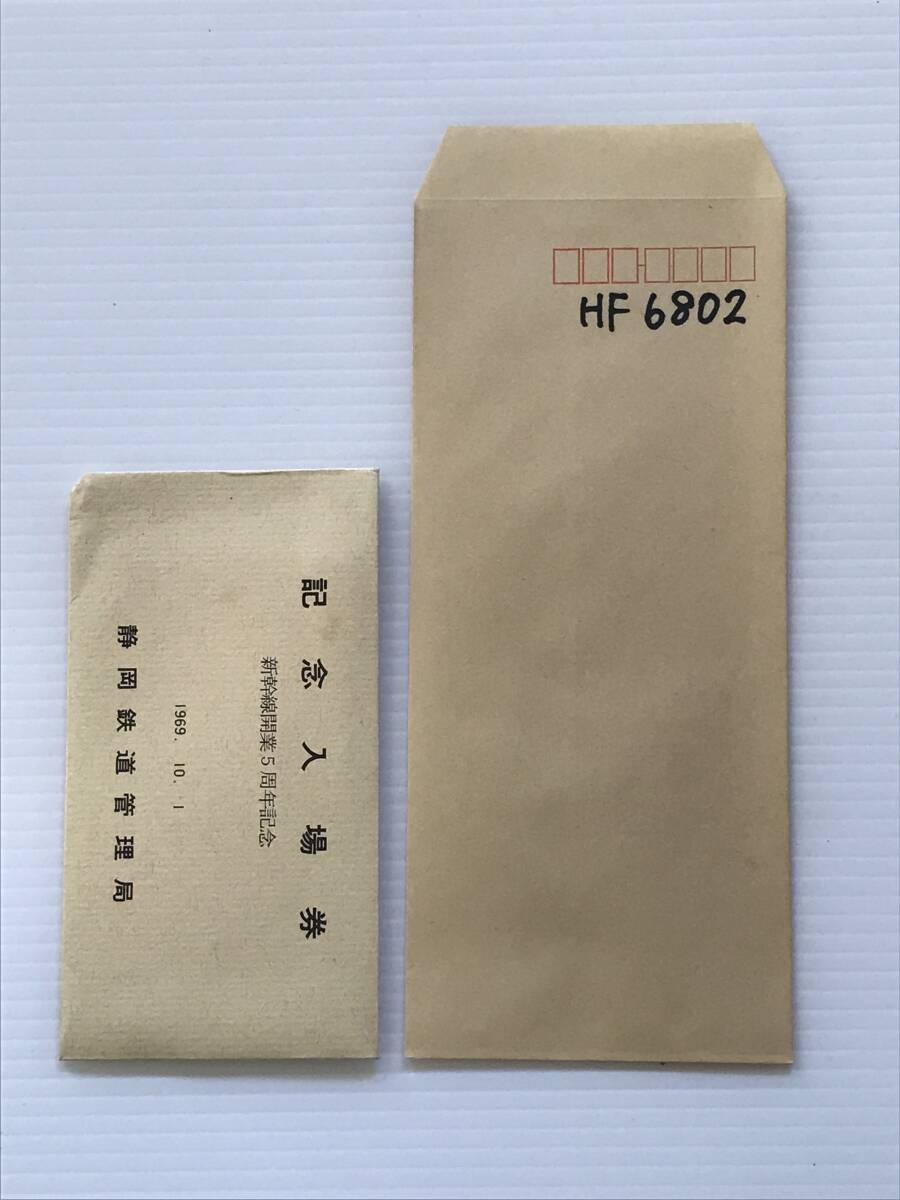 記念入場券
新幹線開業5周年記念
1969. 10. 1
静岡鉄道管理局
HF 6802